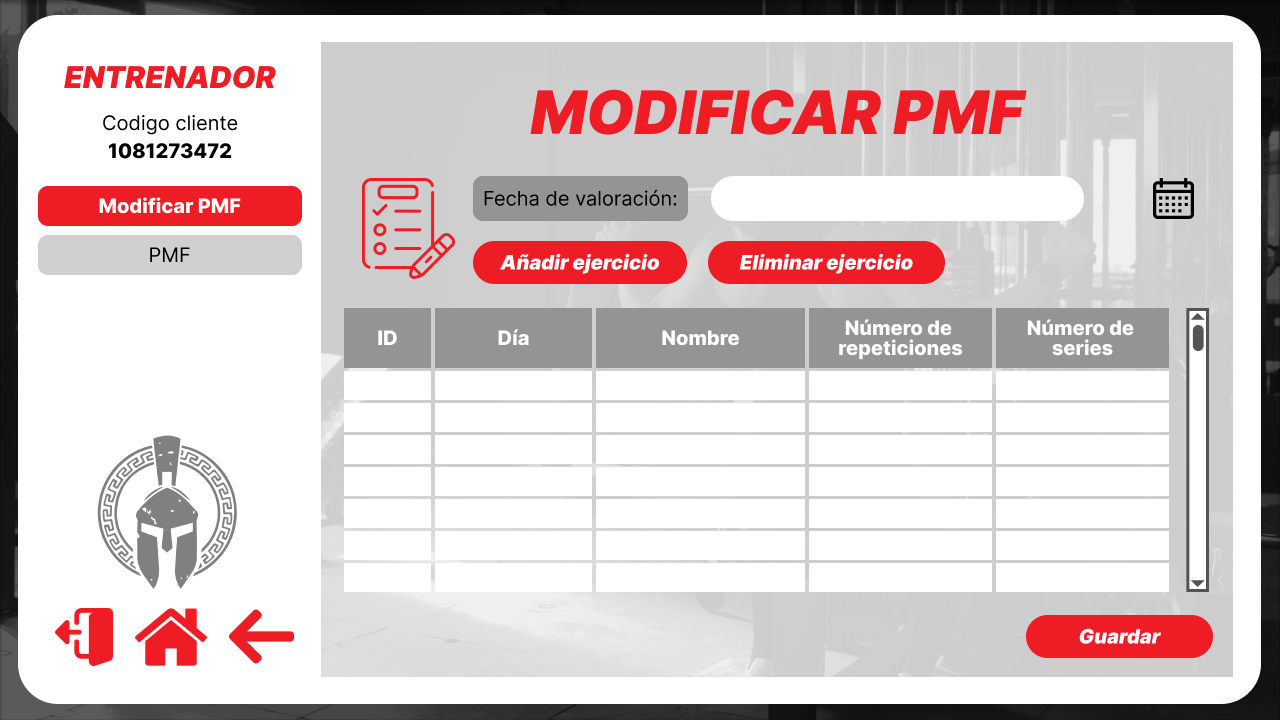 ENTRENADOR
Codigo cliente
1081273472
Modificar PMF
PMF
MODIFICAR PMF
Fecha de valoración:
Añadir ejercicio
Eliminar ejercicio
ID
Día
Nombre
Número de
repeticiones
Número de
series
Guardar